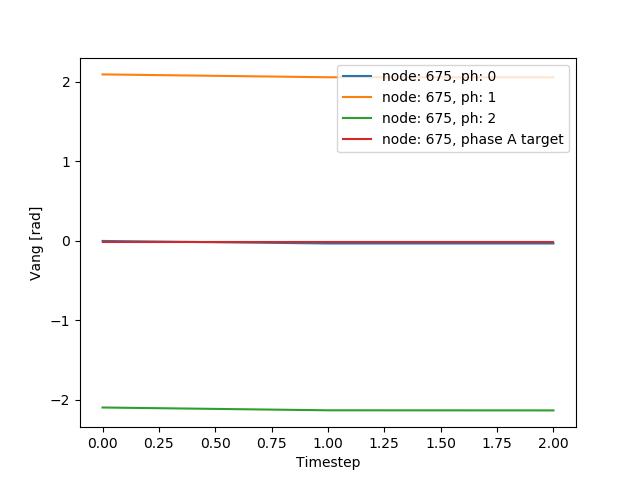 node: 675, ph: 0
node: 675, ph: 1
node: 675, ph: 2
node: 675, phase A target
2
1
0
−1
−2
Vang [rad]
0.00 0.25 0.50 0.75 1.00 1.25 1.50 1.75 2.00
Timestep